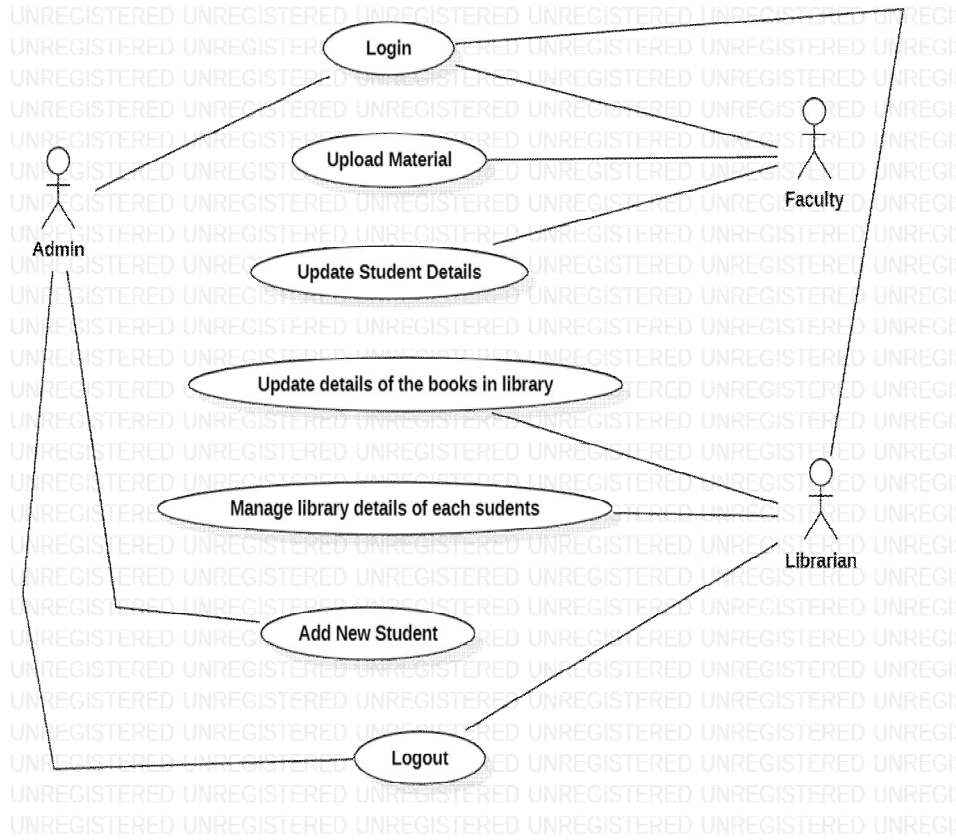 Login
Upload Material
Faculty
Admin
Update Student Details
Update details of the books in library
Manage library details of each sudents
Librarian
Add New Student
Logout
UNREGISTERED